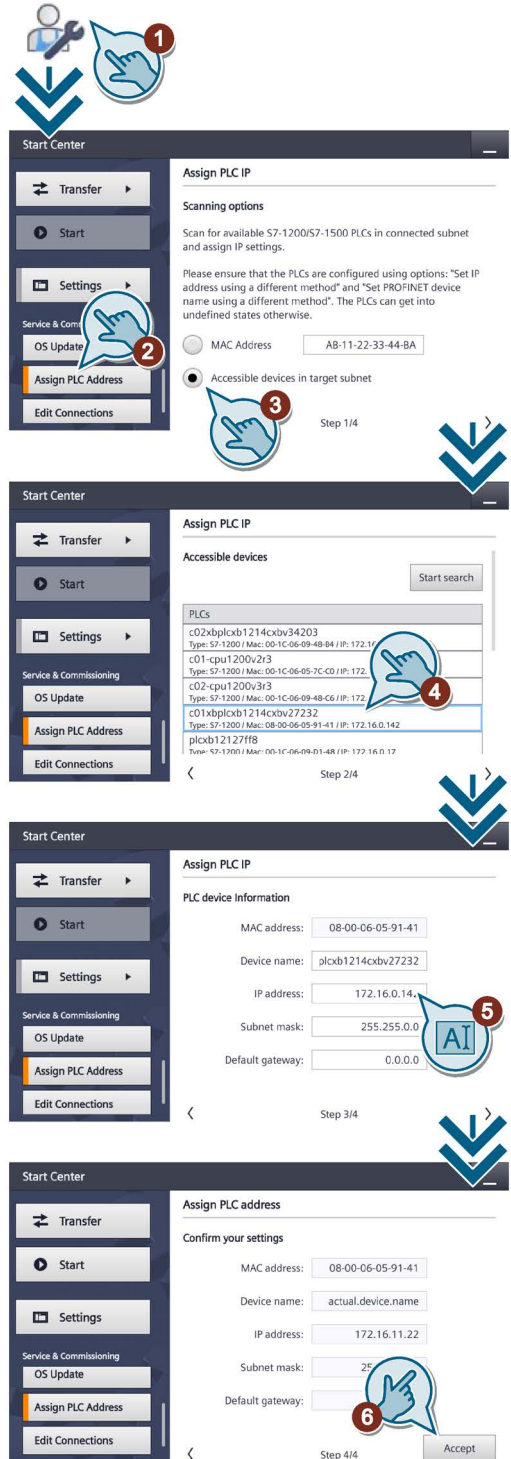 1
Start Center
Assign PLC IP
Transfer
Scanning options
Start
Scan for available S7-1200/S7-1500 PLCs in connected subnet
and assign IP settings.
Please ensure that the PLCs are configured using options: "Set IP
address using a different method" and "Set PROFINET device
name using a different method". The PLCs can get into
undefined states otherwise.
Settings
Service & Com
OS Update
2
MAC Address
AB-11-22-33-44-BA
Assign PLC Address
Accessible devices in target subnet
3
Edit Connections
Step 1/4
Start Center
Assign PLC IP
Transfer
Accessible devices
Start search
Start
PLCs
c02xbplcxb1214cxbv34203
Type: S7-1200 / Mac: 00-1C-06-09-48-B4 / IP: 172.16
c01-cpu1200v2r3
Type: S7-1200 / Mac: 00-1C-06-05-7C-C0 / IP: 172.
c02-cpu1200v3r3
Type: S7-1200 / Mac: 00-1C-06-09-48-C6 / IP: 172
4
c01xbplcxb1214cxbv27232
Type: S7-1200 / Mac: 08-00-06-05-91-41 / IP: 172.16.0.142
plcxb12127ff8
Type: S7-1200 / Mac: 00-1C-06-09-D1-48 / IP: 172.16.0.17
Settings
Service & Commissioning
OS Update
Assign PLC Address
Edit Connections
Step 2/4
Start Center
Assign PLC IP
Transfer
PLC device Information
Start
MAC address: 08-00-06-05-91-41
Device name: plcxb1214cxbv27232
Settings
IP address: 172.16.0.14
5
Service & Commissioning
OS Update
Subnet mask: 255.255.0.0
AI
Assign PLC Address
Default gateway: 0.0.0.0
Edit Connections
Step 3/4
Start Center
Assign PLC address
Transfer
Confirm your settings
Start
MAC address: 08-00-06-05-91-41
Device name: actual.device.name
Settings
IP address: 172.16.11.22
Service & Commissioning
OS Update
Subnet mask: 25
Assign PLC Address
Default gateway:
6
Edit Connections
Step 4/4
Accept